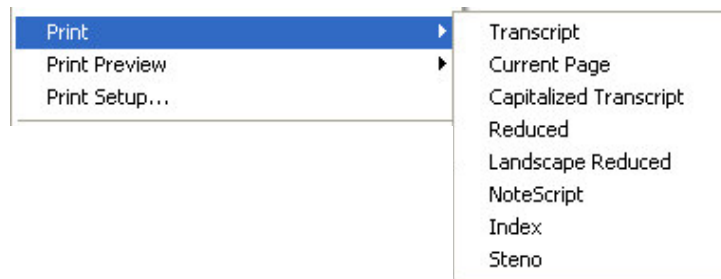 Print
Print Preview
Print Setup...
Transcript
Current Page
Capitalized Transcript
Reduced
Landscape Reduced
NoteScript
Index
Steno